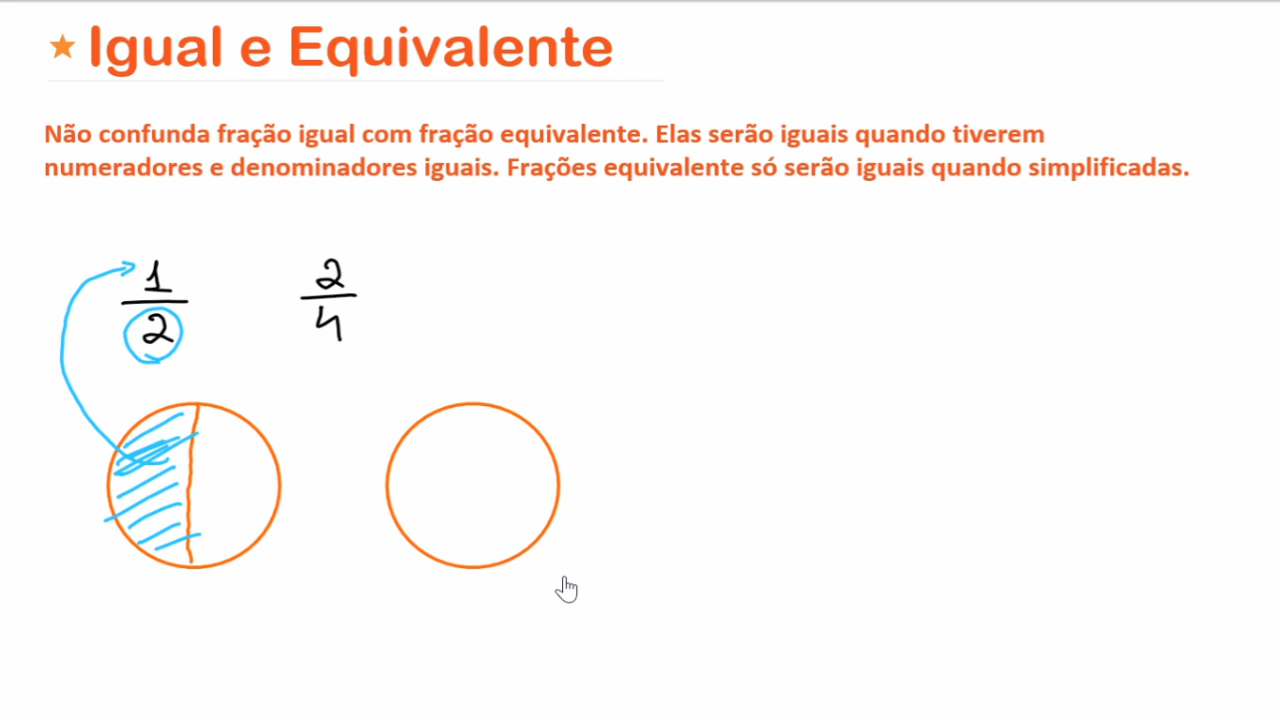 Igual e Equivalente
Não confunda fração igual com fração equivalente. Elas serão iguais quando tiverem
numeradores e denominadores iguais. Frações equivalente só serão iguais quando simplificadas.
1 2
2 4